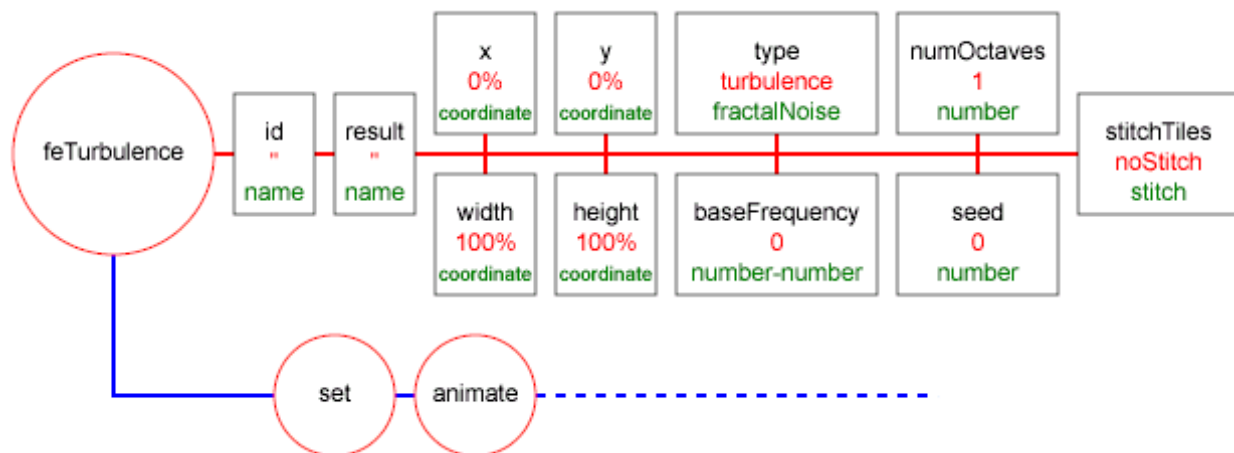 feTurbulence
id
"
name
result
"
name
x
0%
coordinate
y
0%
coordinate
type
turbulence
fractalNoise
numOctaves
1
number
width
100%
coordinate
height
100%
coordinate
baseFrequency
0
number-number
seed
0
number
stitchTiles
noStitch
stitch
set
animate